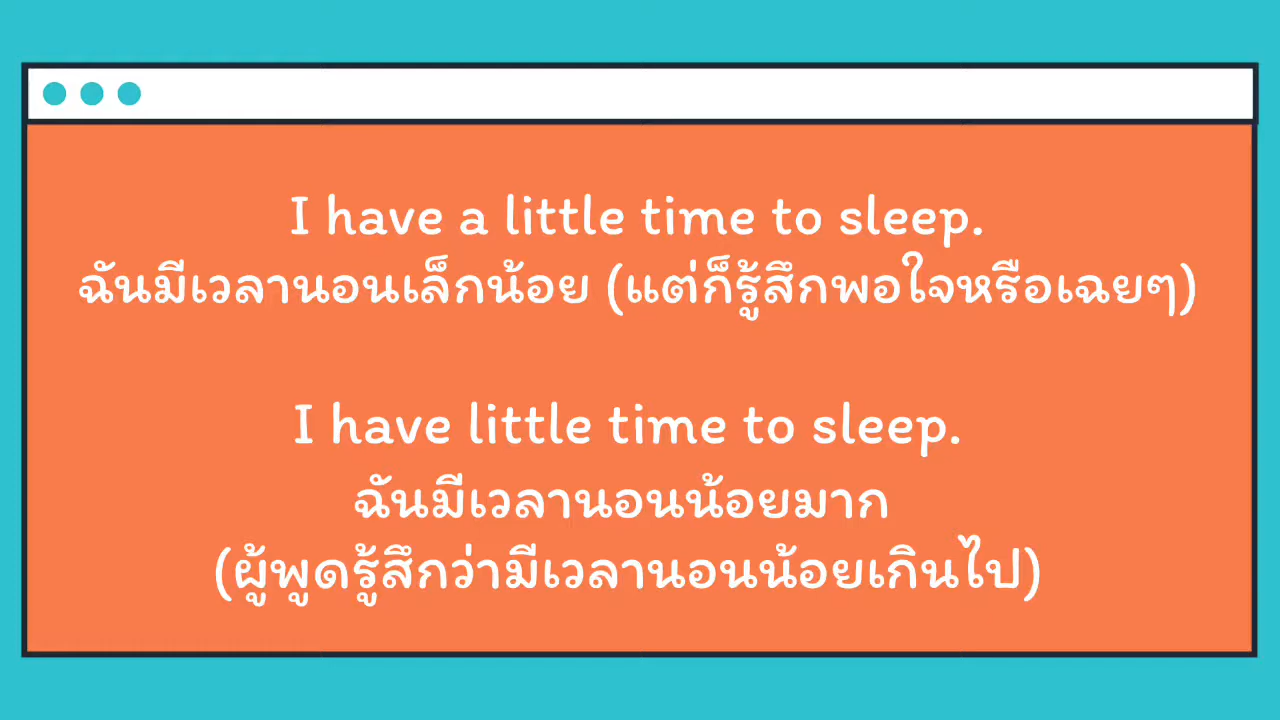 I have a little time to sleep.
ฉันมีเวลานอนเล็กน้อย (แต่ก็รู้สึกพอใจหรือเฉยๆ)
I have little time to sleep.
ฉันมีเวลานอนน้อยมาก
(ผู้พูดรู้สึกว่ามีเวลานอนน้อยเกินไป)